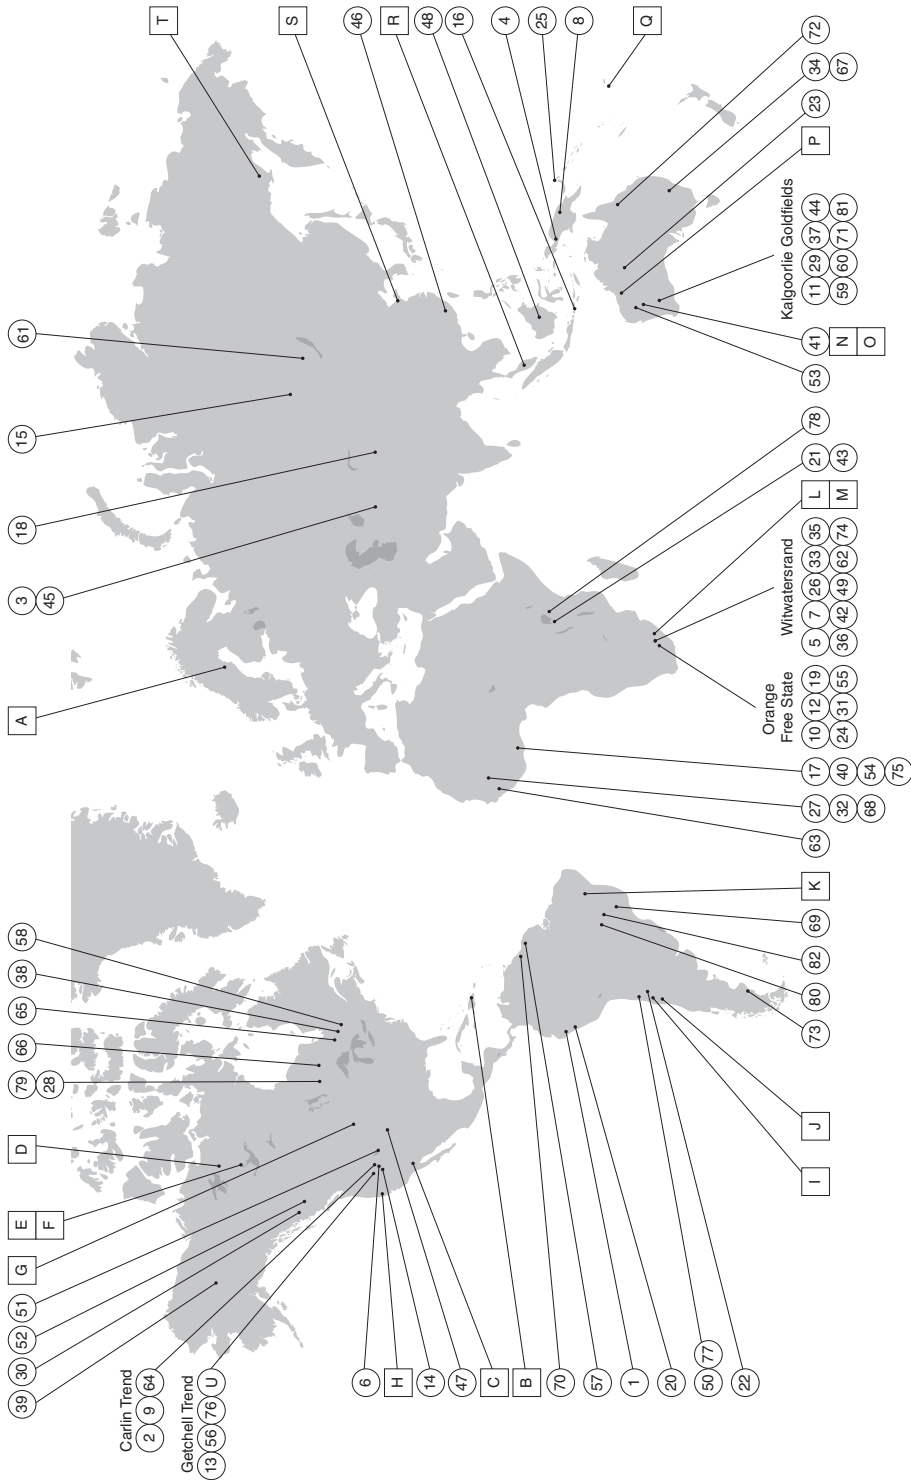 39
30
52
51
G
E
F
D
79
28
66
65
38
58
A
3
45
18
15
61
Carlin Trend
2 9 64
Getchell Trend
13 56 76 U
6
H
14
47
C
B
70
57
1
20
50 77
22
T
S
46
R
48
16
4
25
8
Q
I
J
73
80
82
69
K
63
27
32
68
17
40
54
75
Orange
Free State
10 12 19
24 31 55
Witwatersrand
5 7 26 33 35
36 42 49 62 74
L
M
21
43
78
53
41
N
O
Kalgoorlie Goldfields
11 29 37 44
59 60 71 81
P
23
34
67
72